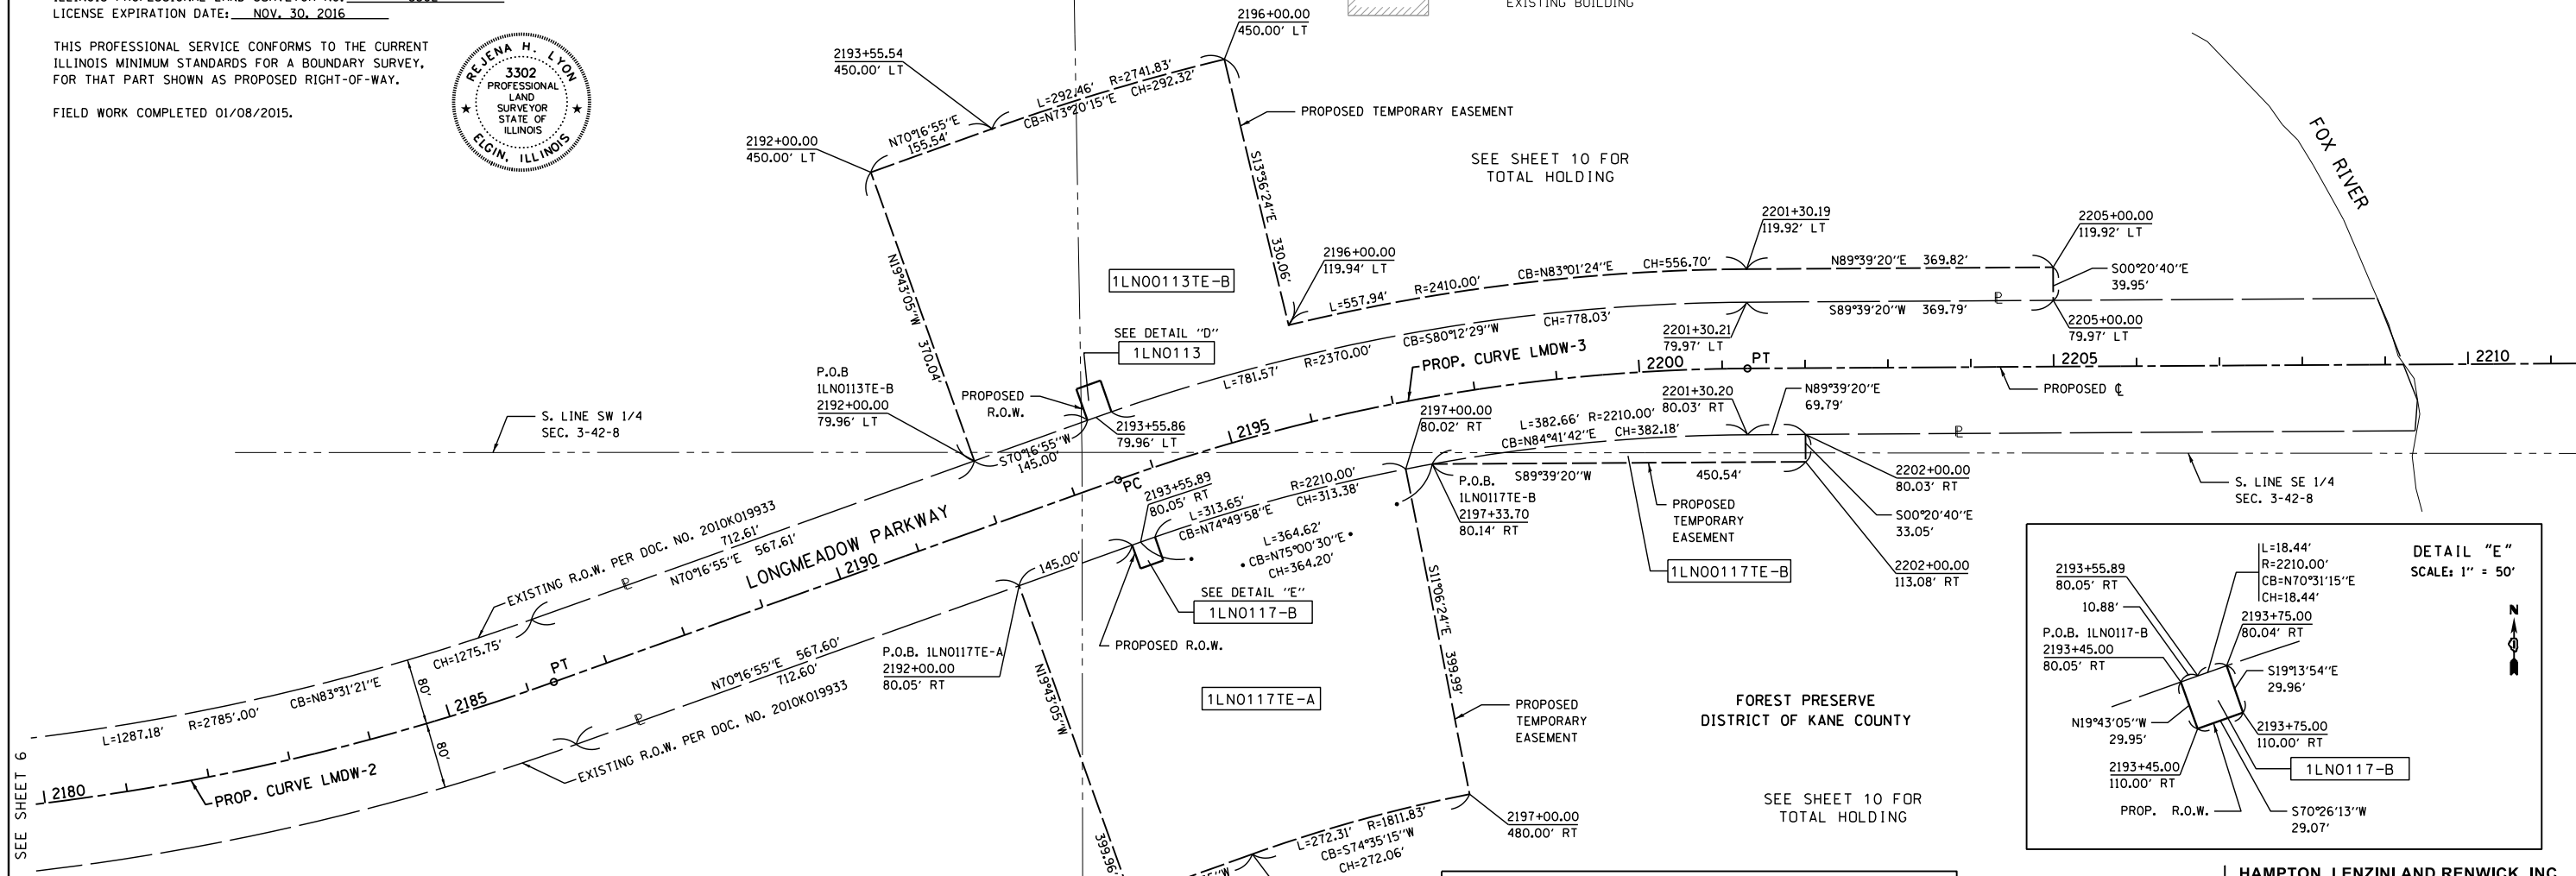 LICENSE EXPIRATION DATE: NOV. 30, 2016
THIS PROFESSIONAL SERVICE CONFORMS TO THE CURRENT
ILLINOIS MINIMUM STANDARDS FOR A BOUNDARY SURVEY,
FOR THAT PART SHOWN AS PROPOSED RIGHT-OF-WAY.
FIELD WORK COMPLETED 01/08/2015.
REJENA H. LYON
3302
PROFESSIONAL
LAND
SURVEYOR
STATE OF
ILLINOIS
ELGIN, ILLINOIS
EXISTING BUILDING
2193+55.54
450.00' LT
2196+00.00
450.00' LT
2192+00.00
450.00' LT
N70°16'55"E
155.54'
L=292.46' R=2741.83'
CB=N73°20'15"E CH=292.32'
PROPOSED TEMPORARY EASEMENT
S13°36'24"E 330.06'
N19°43'05"W 370.04'
1LN00113TE-B
SEE DETAIL "D"
1LN0113
SEE SHEET 10 FOR
TOTAL HOLDING
FOX RIVER
2196+00.00
119.94' LT
2201+30.19
119.92' LT
2205+00.00
119.92' LT
L=557.94' R=2410.00' CB=N83°01'24"E CH=556.70'
N89°39'20"E 369.82'
S00°20'40"E
39.95'
S89°39'20"W 369.79'
2205+00.00
79.97' LT
2201+30.21
79.97' LT
L=781.57' R=2370.00' CB=S80°12'29"W CH=778.03'
PROP. CURVE LMDW-3
2200
PT
2205
2210
PROPOSED ℄
P.O.B
1LN0113TE-B
2192+00.00
79.96' LT
PROPOSED
R.O.W.
2193+55.86
79.96' LT
S70°16'55"W
145.00'
2195
S. LINE SW 1/4
SEC. 3-42-8
2197+00.00
80.02' RT
2201+30.20
80.03' RT
N89°39'20"E
69.79'
L=382.66' R=2210.00'
CB=N84°41'42"E CH=382.18'
S89°39'20"W 450.54'
P.O.B.
1LN0117TE-B
2197+33.70
80.14' RT
PROPOSED
TEMPORARY
EASEMENT
1LN00117TE-B
2202+00.00
80.03' RT
S00°20'40"E
33.05'
2202+00.00
113.08' RT
S. LINE SE 1/4
SEC. 3-42-8
PC
2193+55.89
80.05' RT
L=313.65' R=2210.00'
CB=N74°49'58"E CH=313.38'
L=364.62'
CB=N75°00'30"E
CH=364.20'
SEE DETAIL "E"
1LN0117-B
PROPOSED R.O.W.
145.00'
EXISTING R.O.W. PER DOC. NO. 2010K019933
712.61'
N70°16'55"E 567.61'
LONGMEADOW PARKWAY
2190
P.O.B. 1LN0117TE-A
2192+00.00
80.05' RT
N70°16'55"E 567.60'
712.60'
EXISTING R.O.W. PER DOC. NO. 2010K019933
N19°43'05"W
399.96'
1LN0117TE-A
S11°06'24"E 399.99'
PROPOSED
TEMPORARY
EASEMENT
FOREST PRESERVE
DISTRICT OF KANE COUNTY
SEE SHEET 10 FOR
TOTAL HOLDING
2197+00.00
480.00' RT
L=272.31' R=1811.83'
CB=S74°35'15"W
CH=272.06'
CH=1275.75'
L=1287.18' R=2785'.00' CB=N83°31'21"E
80'
80'
PT
2185
2180
PROP. CURVE LMDW-2
SEE SHEET 6
DETAIL "E"
SCALE: 1" = 50'
N
L=18.44'
R=2210.00'
CB=N70°31'15"E
CH=18.44'
2193+55.89
80.05' RT
10.88'
P.O.B. 1LN0117-B
2193+45.00
80.05' RT
2193+75.00
80.04' RT
S19°13'54"E
29.96'
N19°43'05"W
29.95'
2193+75.00
110.00' RT
2193+45.00
110.00' RT
1LN0117-B
PROP. R.O.W.
S70°26'13"W
29.07'
HAMPTON, LENZINI AND RENWICK, INC.